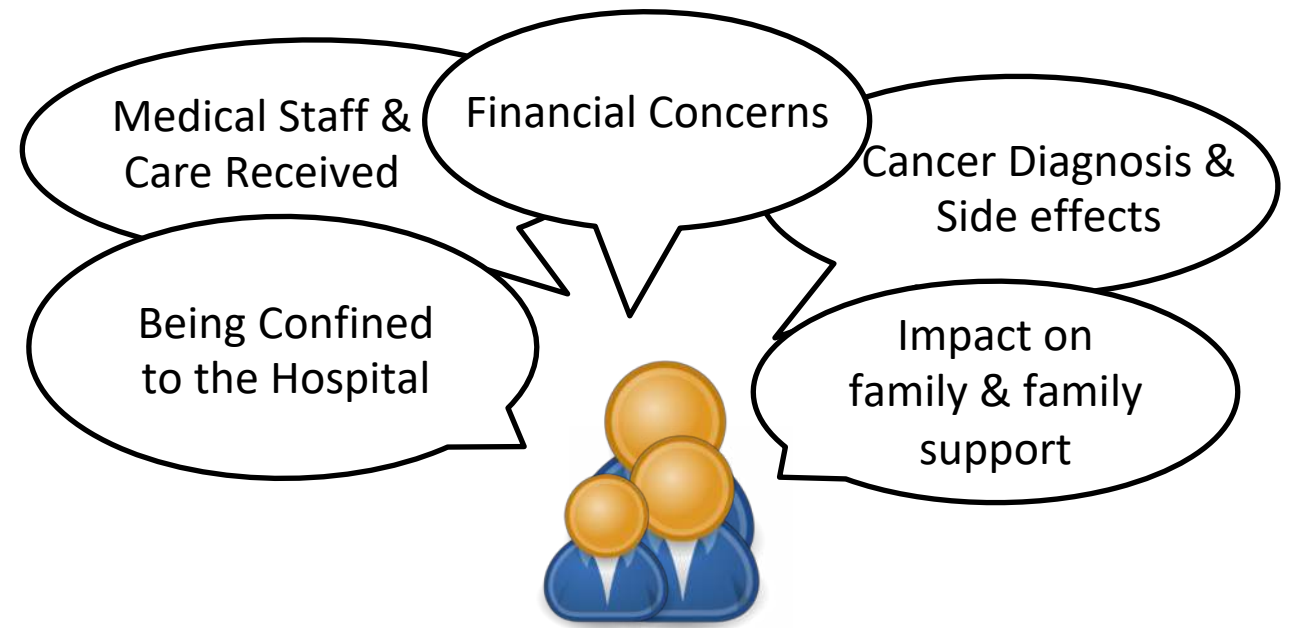 Medical Staff &
Care Received
Financial Concerns
Cancer Diagnosis &
Side effects
Being Confined
to the Hospital
Impact on
family & family
support